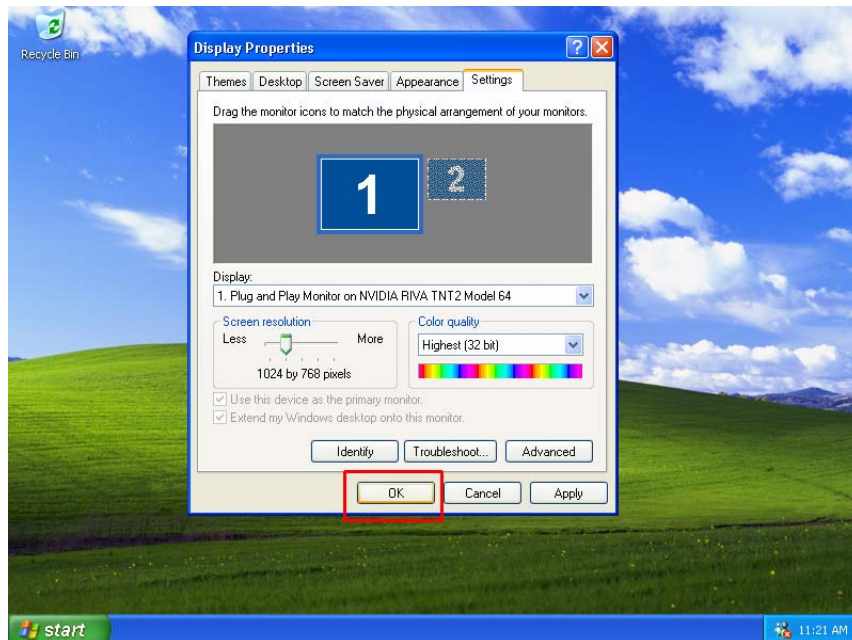 Recycle Bin
Display Properties
Themes Desktop Screen Saver Appearance Settings
Drag the monitor icons to match the physical arrangement of your monitors.
1 2
Display:
1. Plug and Play Monitor on NVIDIA RIVA TNT2 Model 64
Screen resolution Color quality
Less More Highest (32 bit)
1024 by 768 pixels
Use this device as the primary monitor.
Extend my Windows desktop onto this monitor.
Identify Troubleshoot... Advanced
OK Cancel Apply
start 11:21 AM